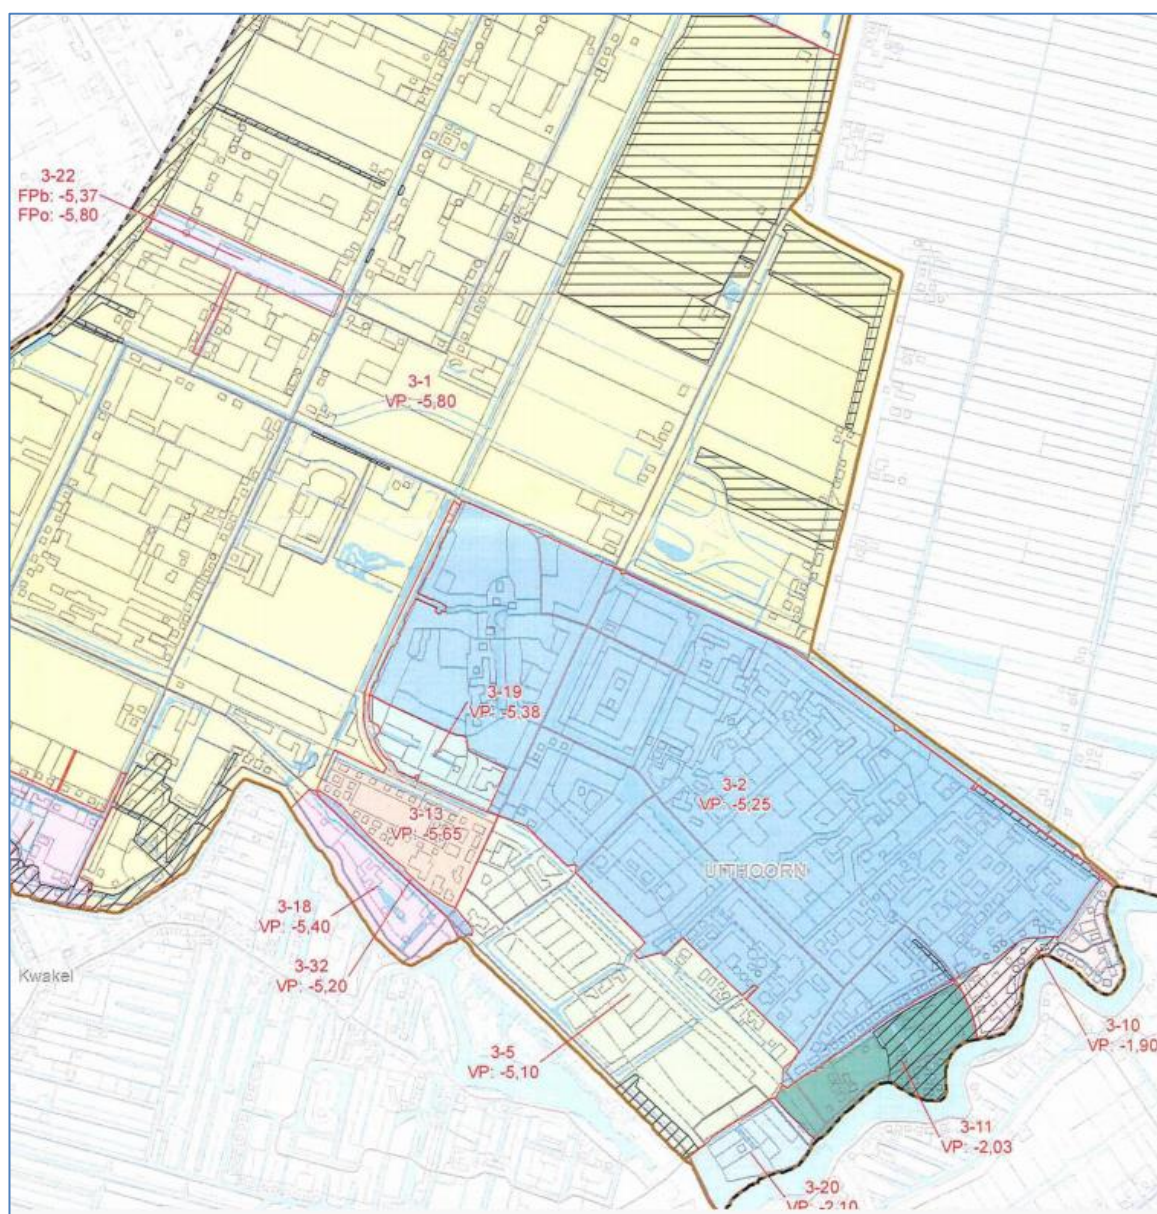 3-22
FPb: -5,37
FPo: -5,80
3-1
VP: -5,80
3-19
VP: -5,38
3-2
VP: -5,25
3-13
VP: -5,65
UITHOORN
3-18
VP: -5,40
3-32
VP: -5,20
Kwakel
3-5
VP: -5,10
3-10
VP: -1,90
3-11
VP: -2,03
3-20
VP: -2,10